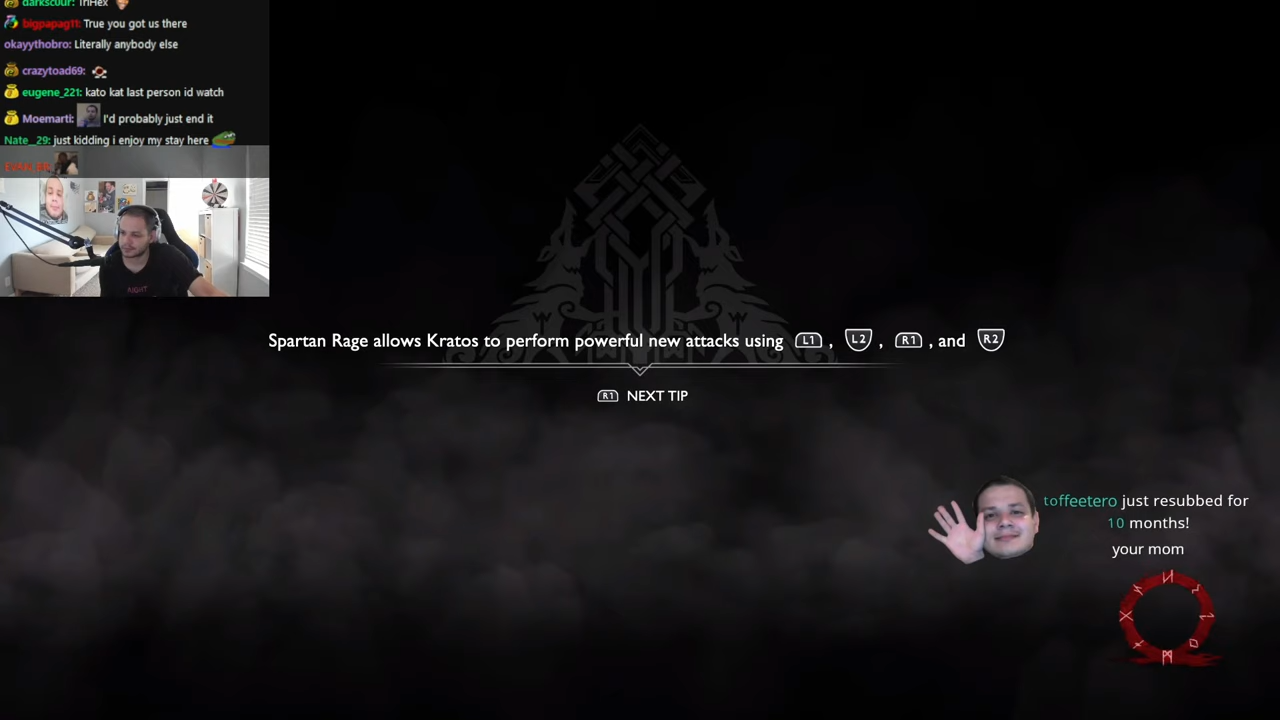 darkscour: TriHex
bigpapag11: True you got us there
okayythobro: Literally anybody else
crazytoad69:
eugene_221: kato kat last person id watch
Moemarti: I'd probably just end it
Nate__29: just kidding i enjoy my stay here
Spartan Rage allows Kratos to perform powerful new attacks using L1 , L2 , R1 , and R2
R1 NEXT TIP
toffeetero just resubbed for
10 months!
your mom